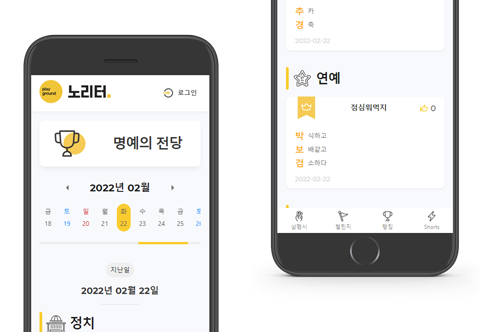 play
ground
노리터.
로그인
명예의 전당
2022년 02월
금 토 일 월 화 수 목 금 토
18 19 20 21 22 23 24 25 26
지난일
2022년 02월 22일
정치
추 카
경 축
2022-02-22
연예
점심뭐먹지
0
박 식하고
보 배같고
검 소하다
2022-02-22
삼행시 챌린지 랭킹 Shorts